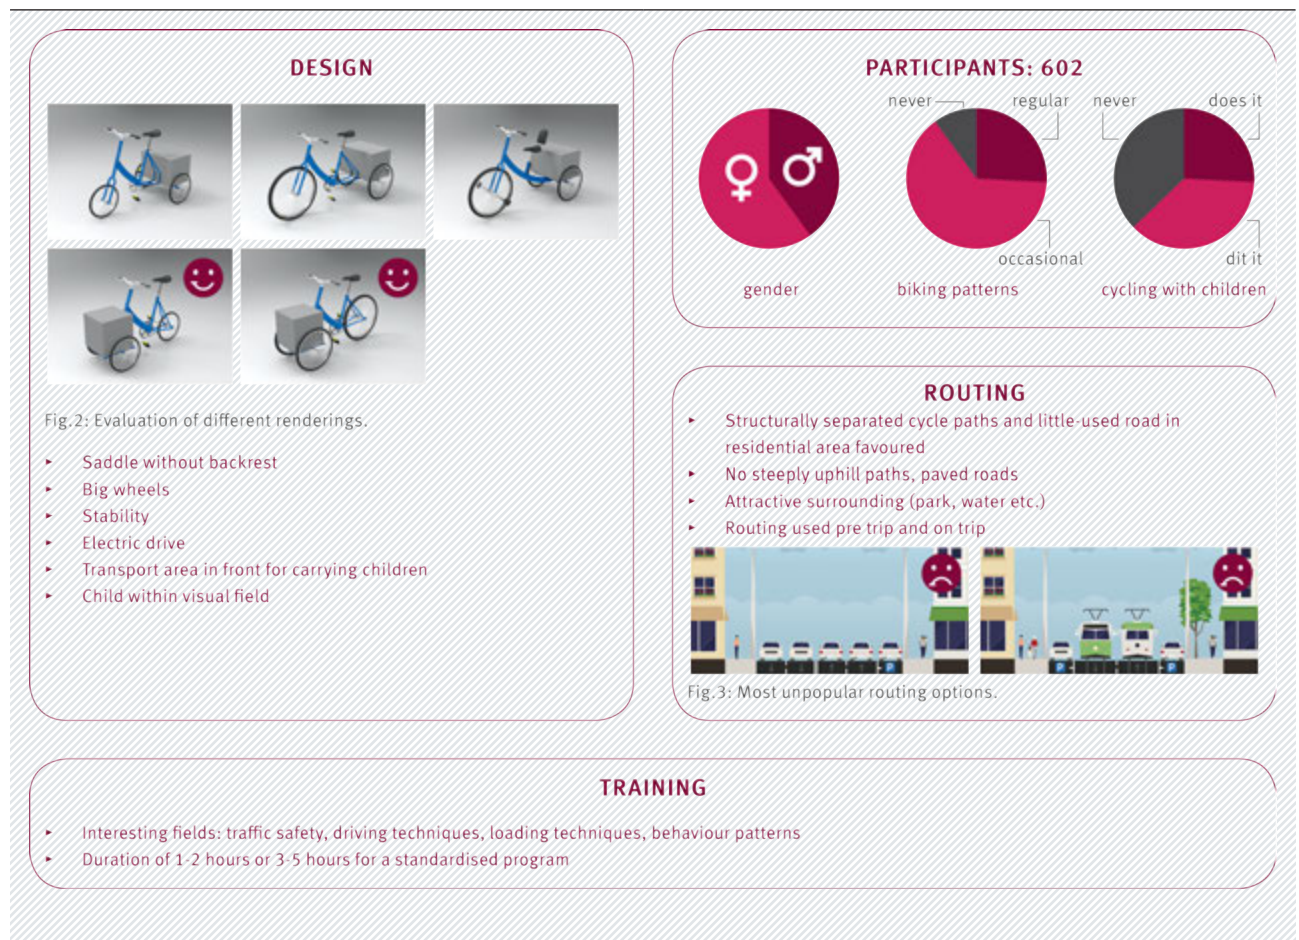 DESIGN
Fig.2: Evaluation of different renderings.
► Saddle without backrest
► Big wheels
► Stability
► Electric drive
► Transport area in front for carrying children
► Child within visual field
PARTICIPANTS: 602
never
regular
occasional
never
does it
dit it
gender
biking patterns
cycling with children
ROUTING
► Structurally separated cycle paths and little-used road in
residential area favoured
► No steeply uphill paths, paved roads
► Attractive surrounding (park, water etc.)
► Routing used pre trip and on trip
P
P
P
Fig.3: Most unpopular routing options.
TRAINING
► Interesting fields: traffic safety, driving techniques, loading techniques, behaviour patterns
► Duration of 1-2 hours or 3-5 hours for a standardised program